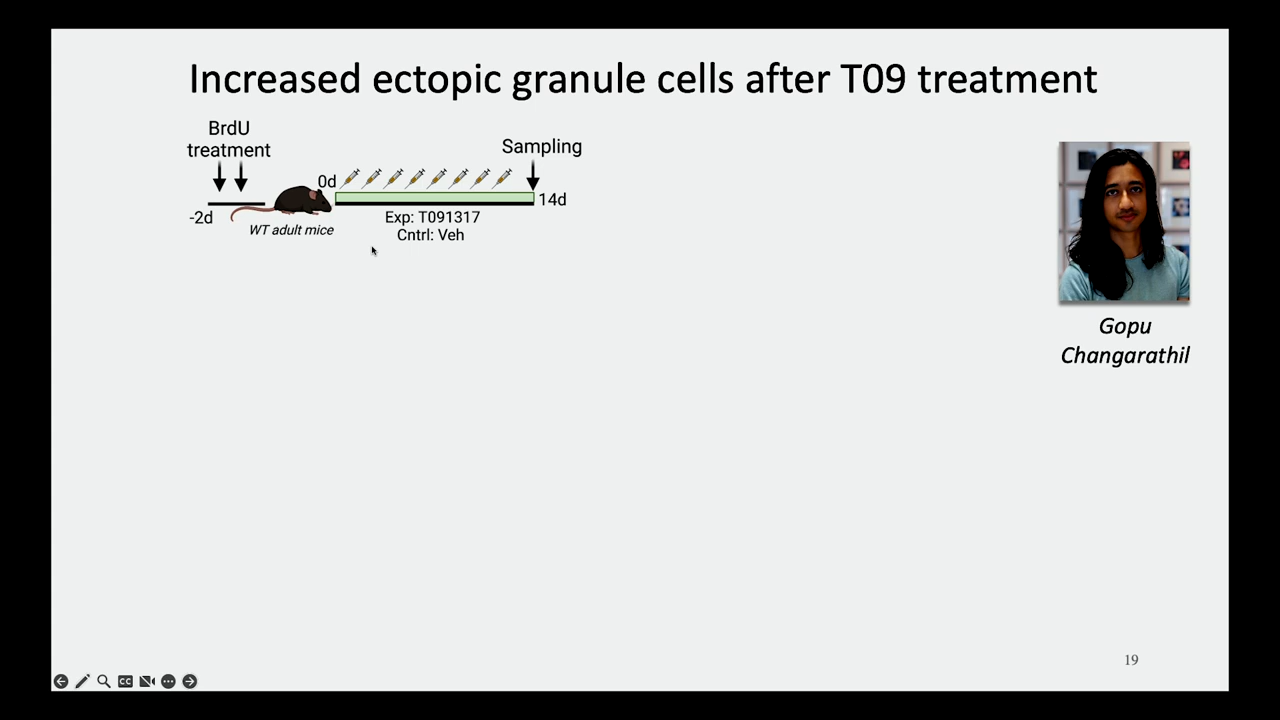 Increased ectopic granule cells after T09 treatment
BrdU
treatment
Sampling
0d
14d
-2d
WT adult mice
Exp: T091317
Cntrl: Veh
Gopu
Changarathil
19
CC